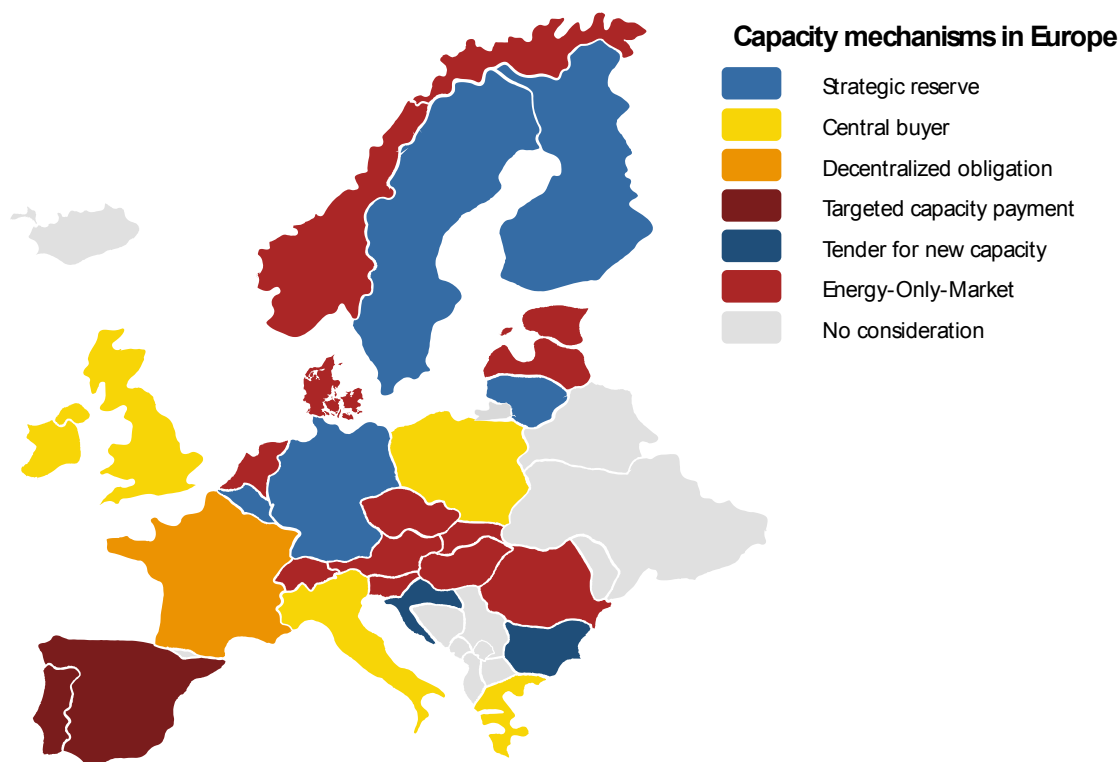 Capacity mechanisms in Europe
Strategic reserve
Central buyer
Decentralized obligation
Targeted capacity payment
Tender for new capacity
Energy-Only-Market
No consideration